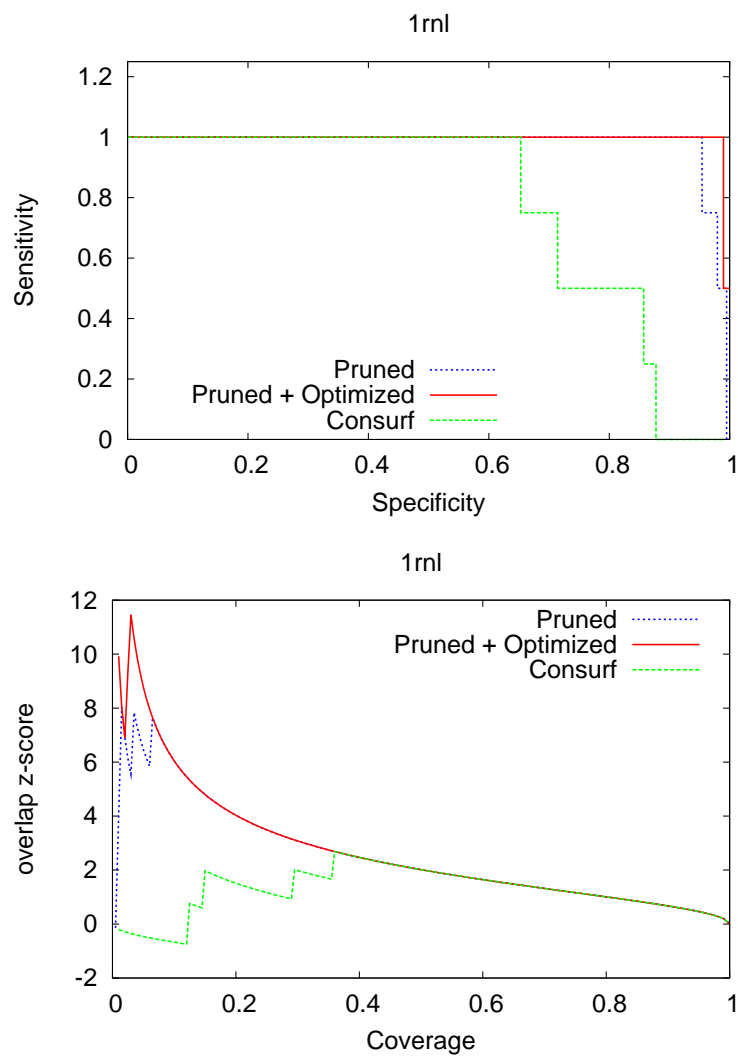 1rnl
1.2
1
0.8
0.6
0.4
0.2
0
Sensitivity
Pruned
Pruned + Optimized
Consurf
0 0.2 0.4 0.6 0.8 1
Specificity
1rnl
12
10
8
6
4
2
0
-2
overlap z-score
Pruned
Pruned + Optimized
Consurf
0 0.2 0.4 0.6 0.8 1
Coverage